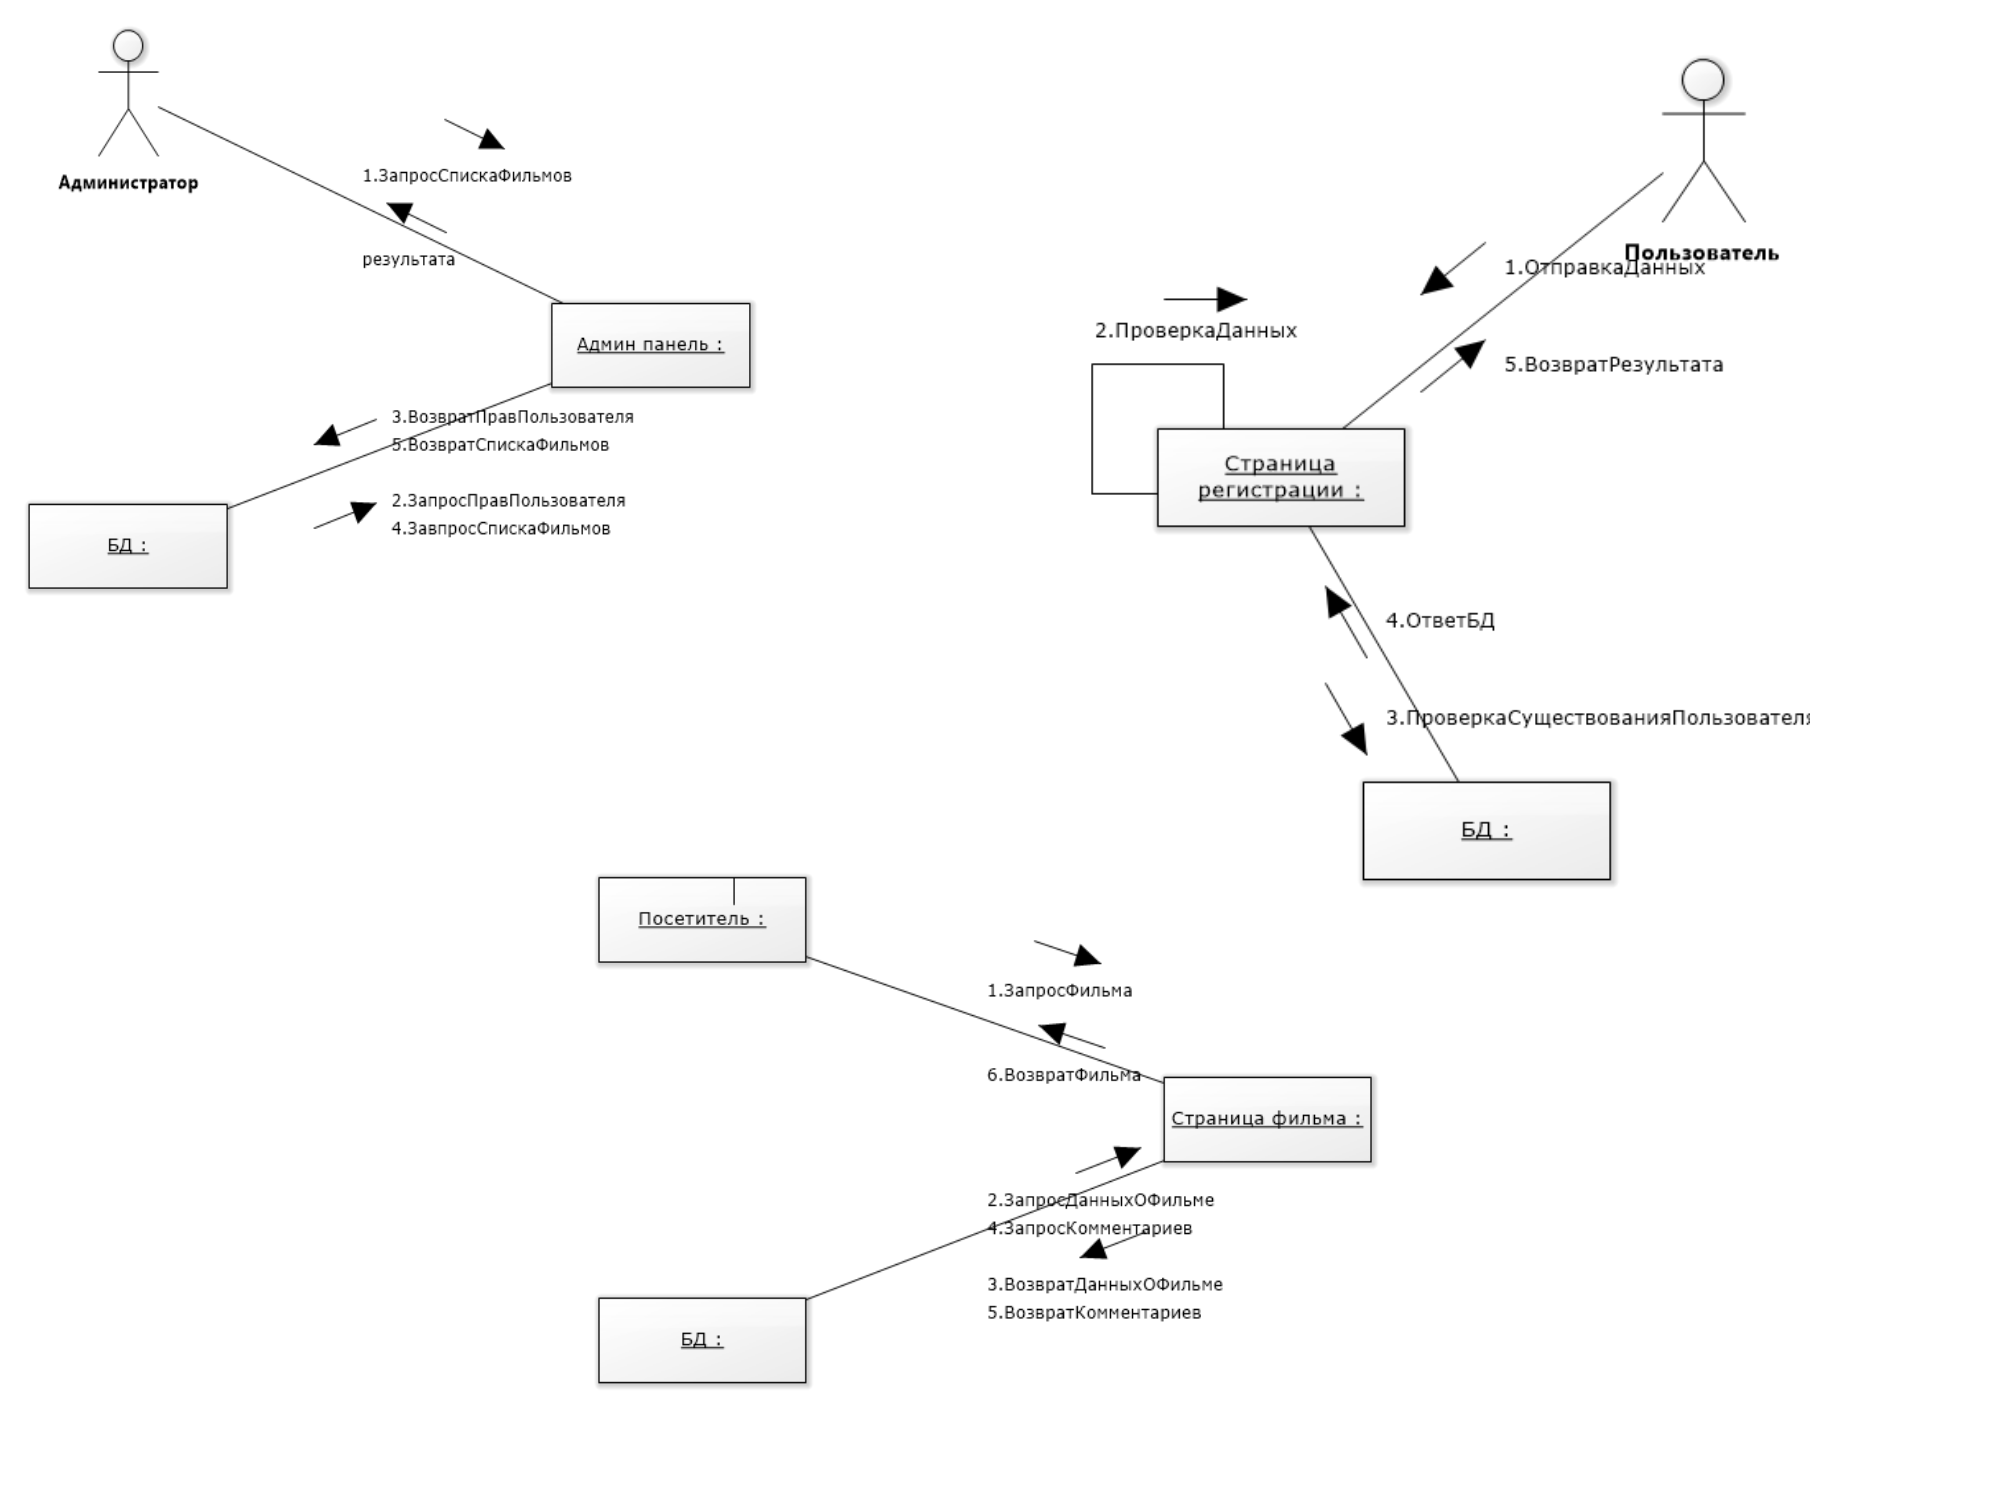 Администратор
1.ЗапросСпискаФильмов
результата
Админ панель :
3.ВозвратПравПользователя
5.ВозвратСпискаФильмов
2.ЗапросПравПользователя
4.ЗавпросСпискаФильмов
БД :
Пользователь
1.ОтправкаДанных
2.ПроверкаДанных
5.ВозвратРезультата
Страница
регистрации :
4.ОтветБД
3.ПроверкаСуществованияПользователя
БД :
Посетитель :
1.ЗапросФильма
6.ВозвратФильма
Страница фильма :
2.ЗапросДанныхОФильме
4.ЗапросКомментариев
3.ВозвратДанныхОФильме
5.ВозвратКомментариев
БД :